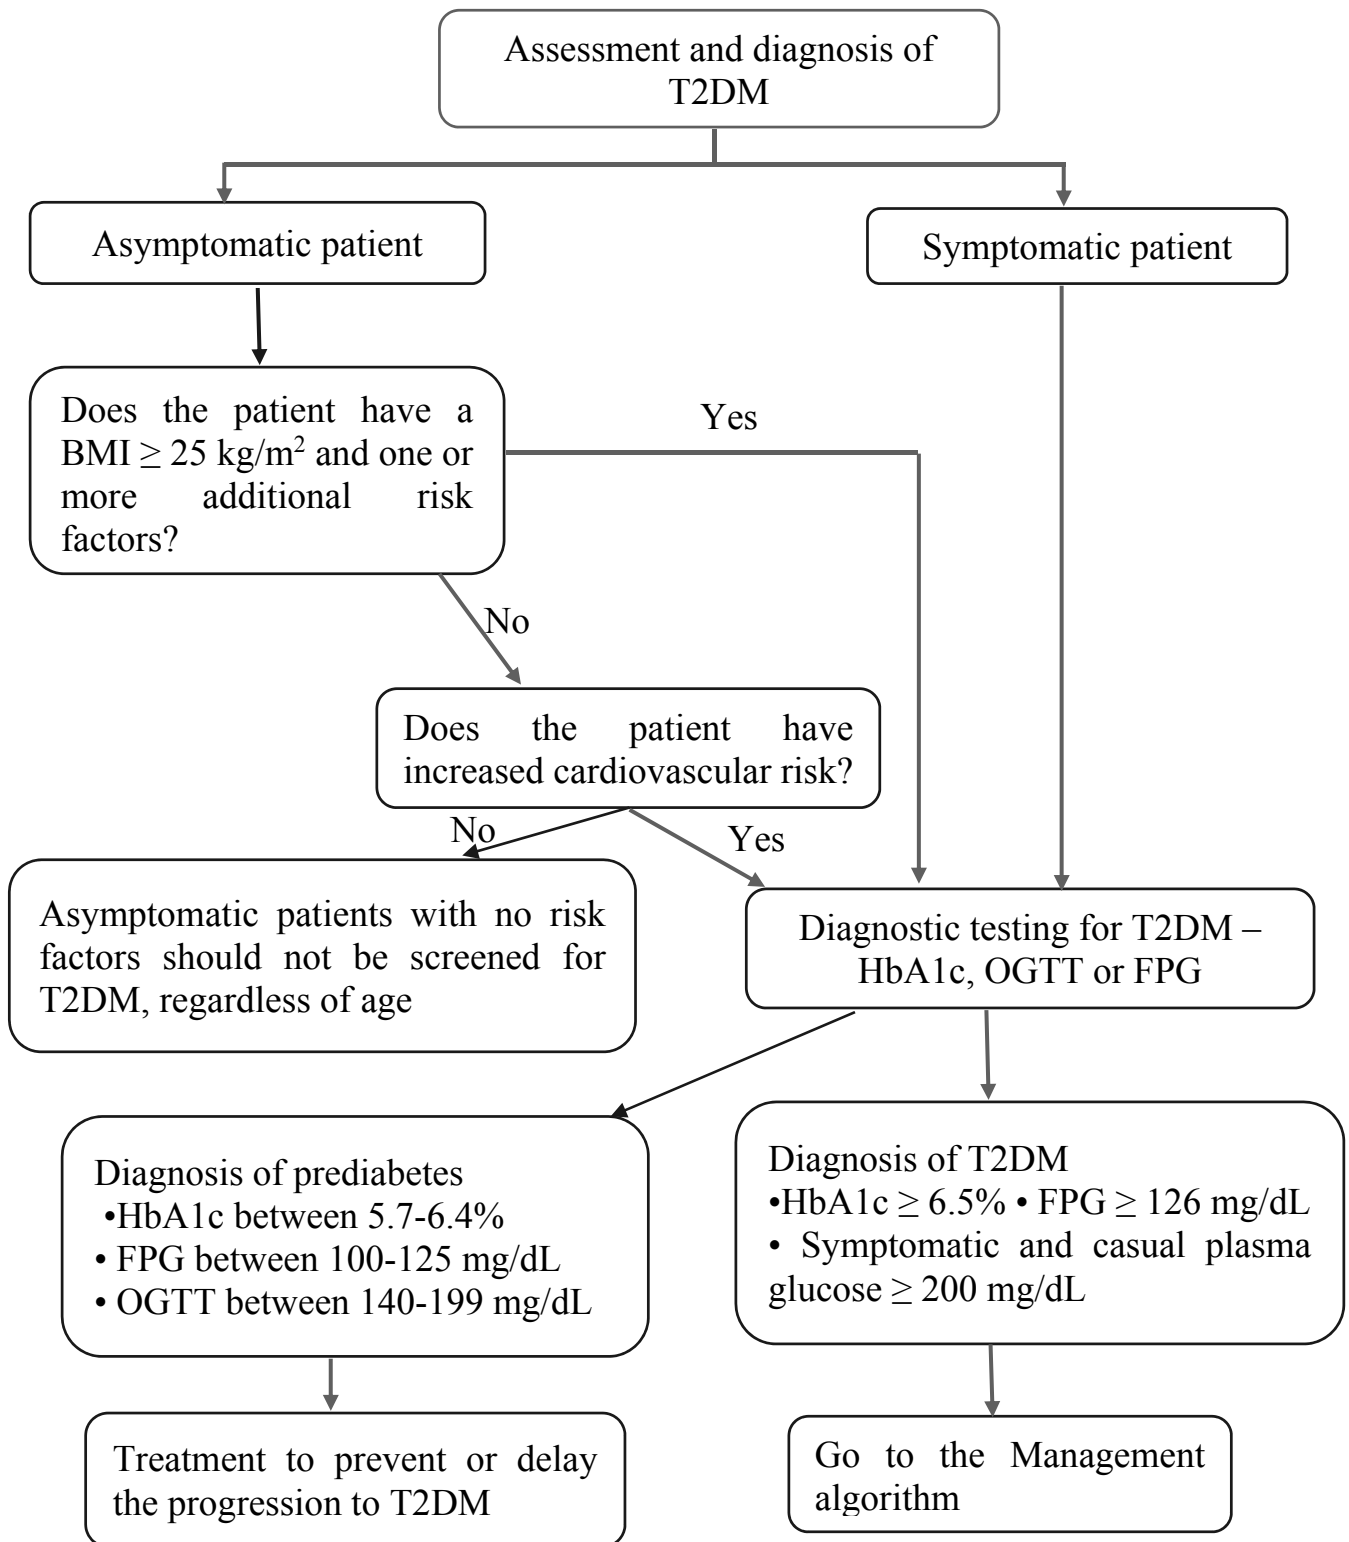 Assessment and diagnosis of
T2DM
Asymptomatic patient
Symptomatic patient
Does the patient have a
BMI ≥ 25 kg/m² and one or
more additional risk
factors?
Yes
No
Does the patient have
increased cardiovascular risk?
No
Yes
Asymptomatic patients with no risk
factors should not be screened for
T2DM, regardless of age
Diagnostic testing for T2DM –
HbA1c, OGTT or FPG
Diagnosis of prediabetes
•HbA1c between 5.7-6.4%
• FPG between 100-125 mg/dL
• OGTT between 140-199 mg/dL
Diagnosis of T2DM
•HbA1c ≥ 6.5% • FPG ≥ 126 mg/dL
• Symptomatic and casual plasma
glucose ≥ 200 mg/dL
Treatment to prevent or delay
the progression to T2DM
Go to the Management
algorithm